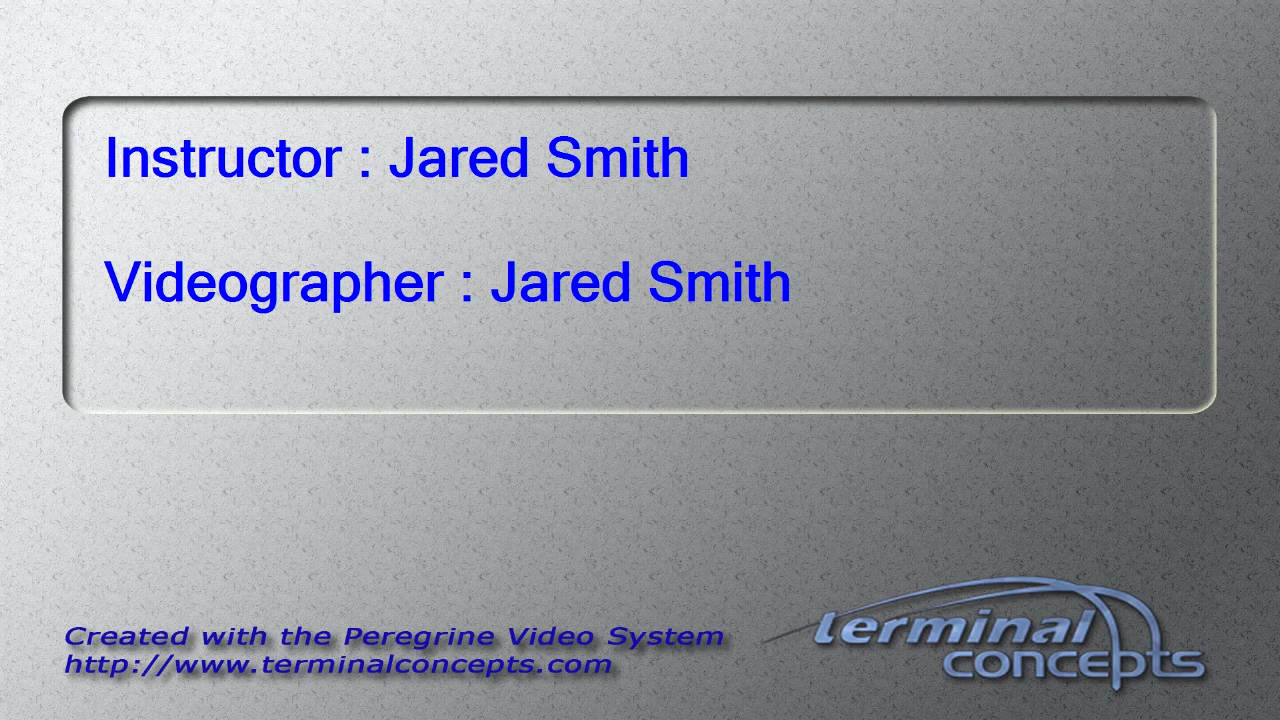 Instructor : Jared Smith
Videographer : Jared Smith
Created with the Peregrine Video System
http://www.terminalconcepts.com
terminal
concepts